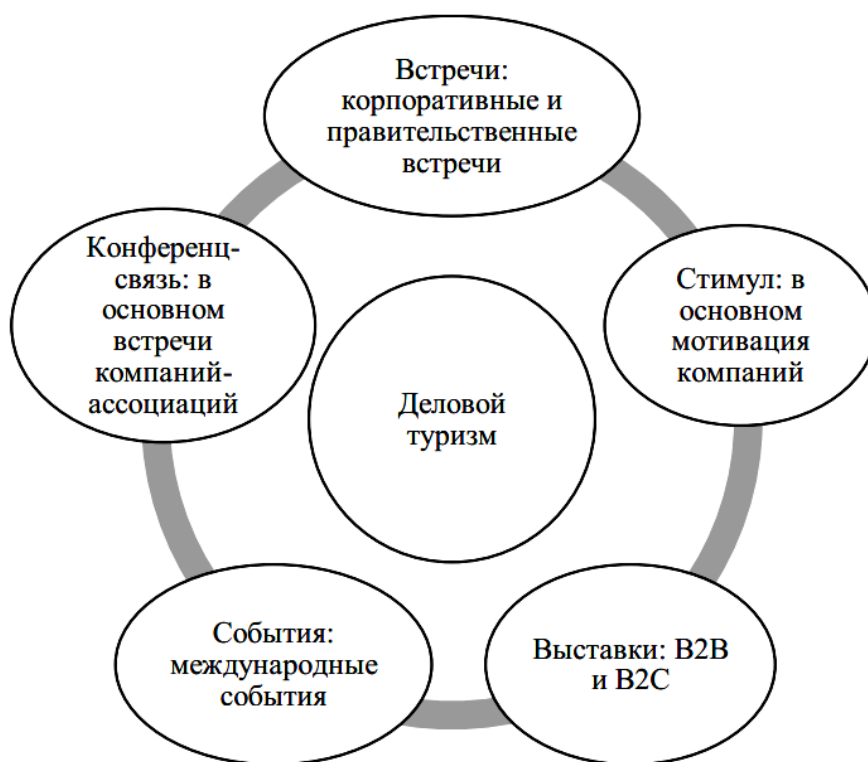 Встречи:
корпоративные и
правительственные
встречи
Стимул: в
основном
мотивация
компаний
Выставки: B2B
и B2C
События:
международные
события
Конференц-
связь: в
основном
встречи
компаний-
ассоциаций
Деловой
туризм